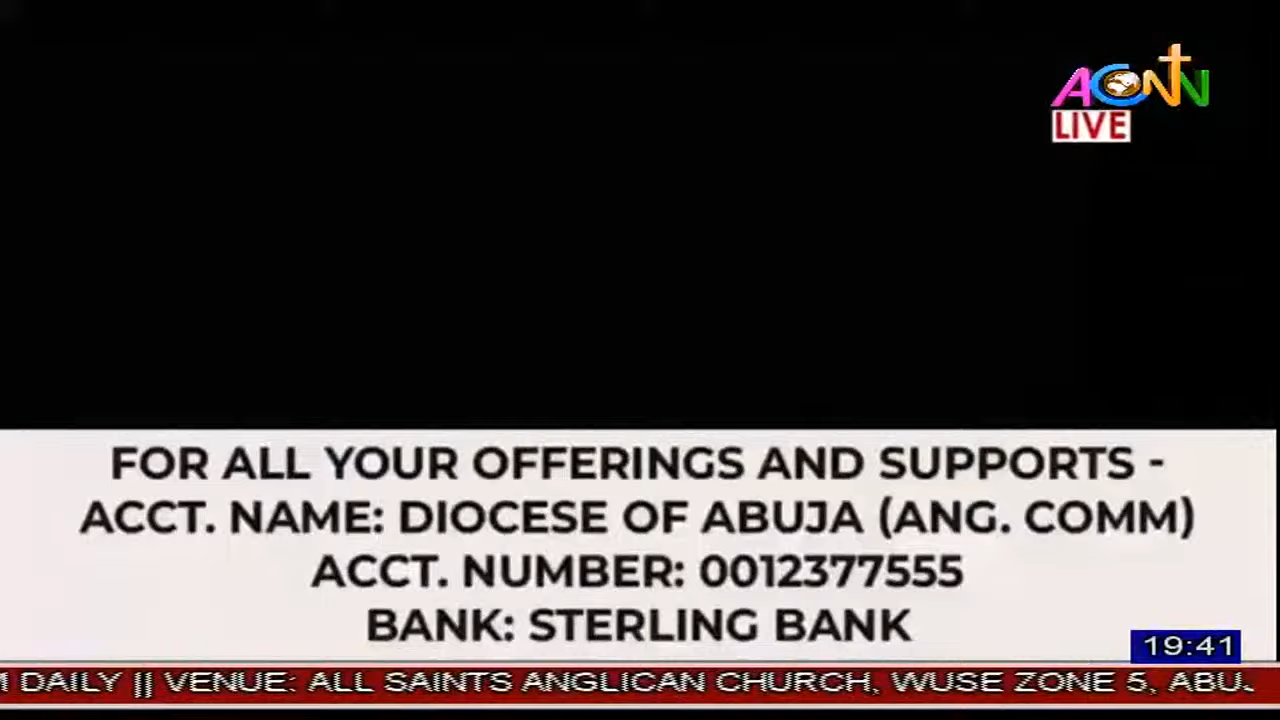 ACNN
LIVE
FOR ALL YOUR OFFERINGS AND SUPPORTS -
ACCT. NAME: DIOCESE OF ABUJA (ANG. COMM)
ACCT. NUMBER: 0012377555
BANK: STERLING BANK
19:41
DAILY || VENUE: ALL SAINTS ANGLICAN CHURCH, WUSE ZONE 5,